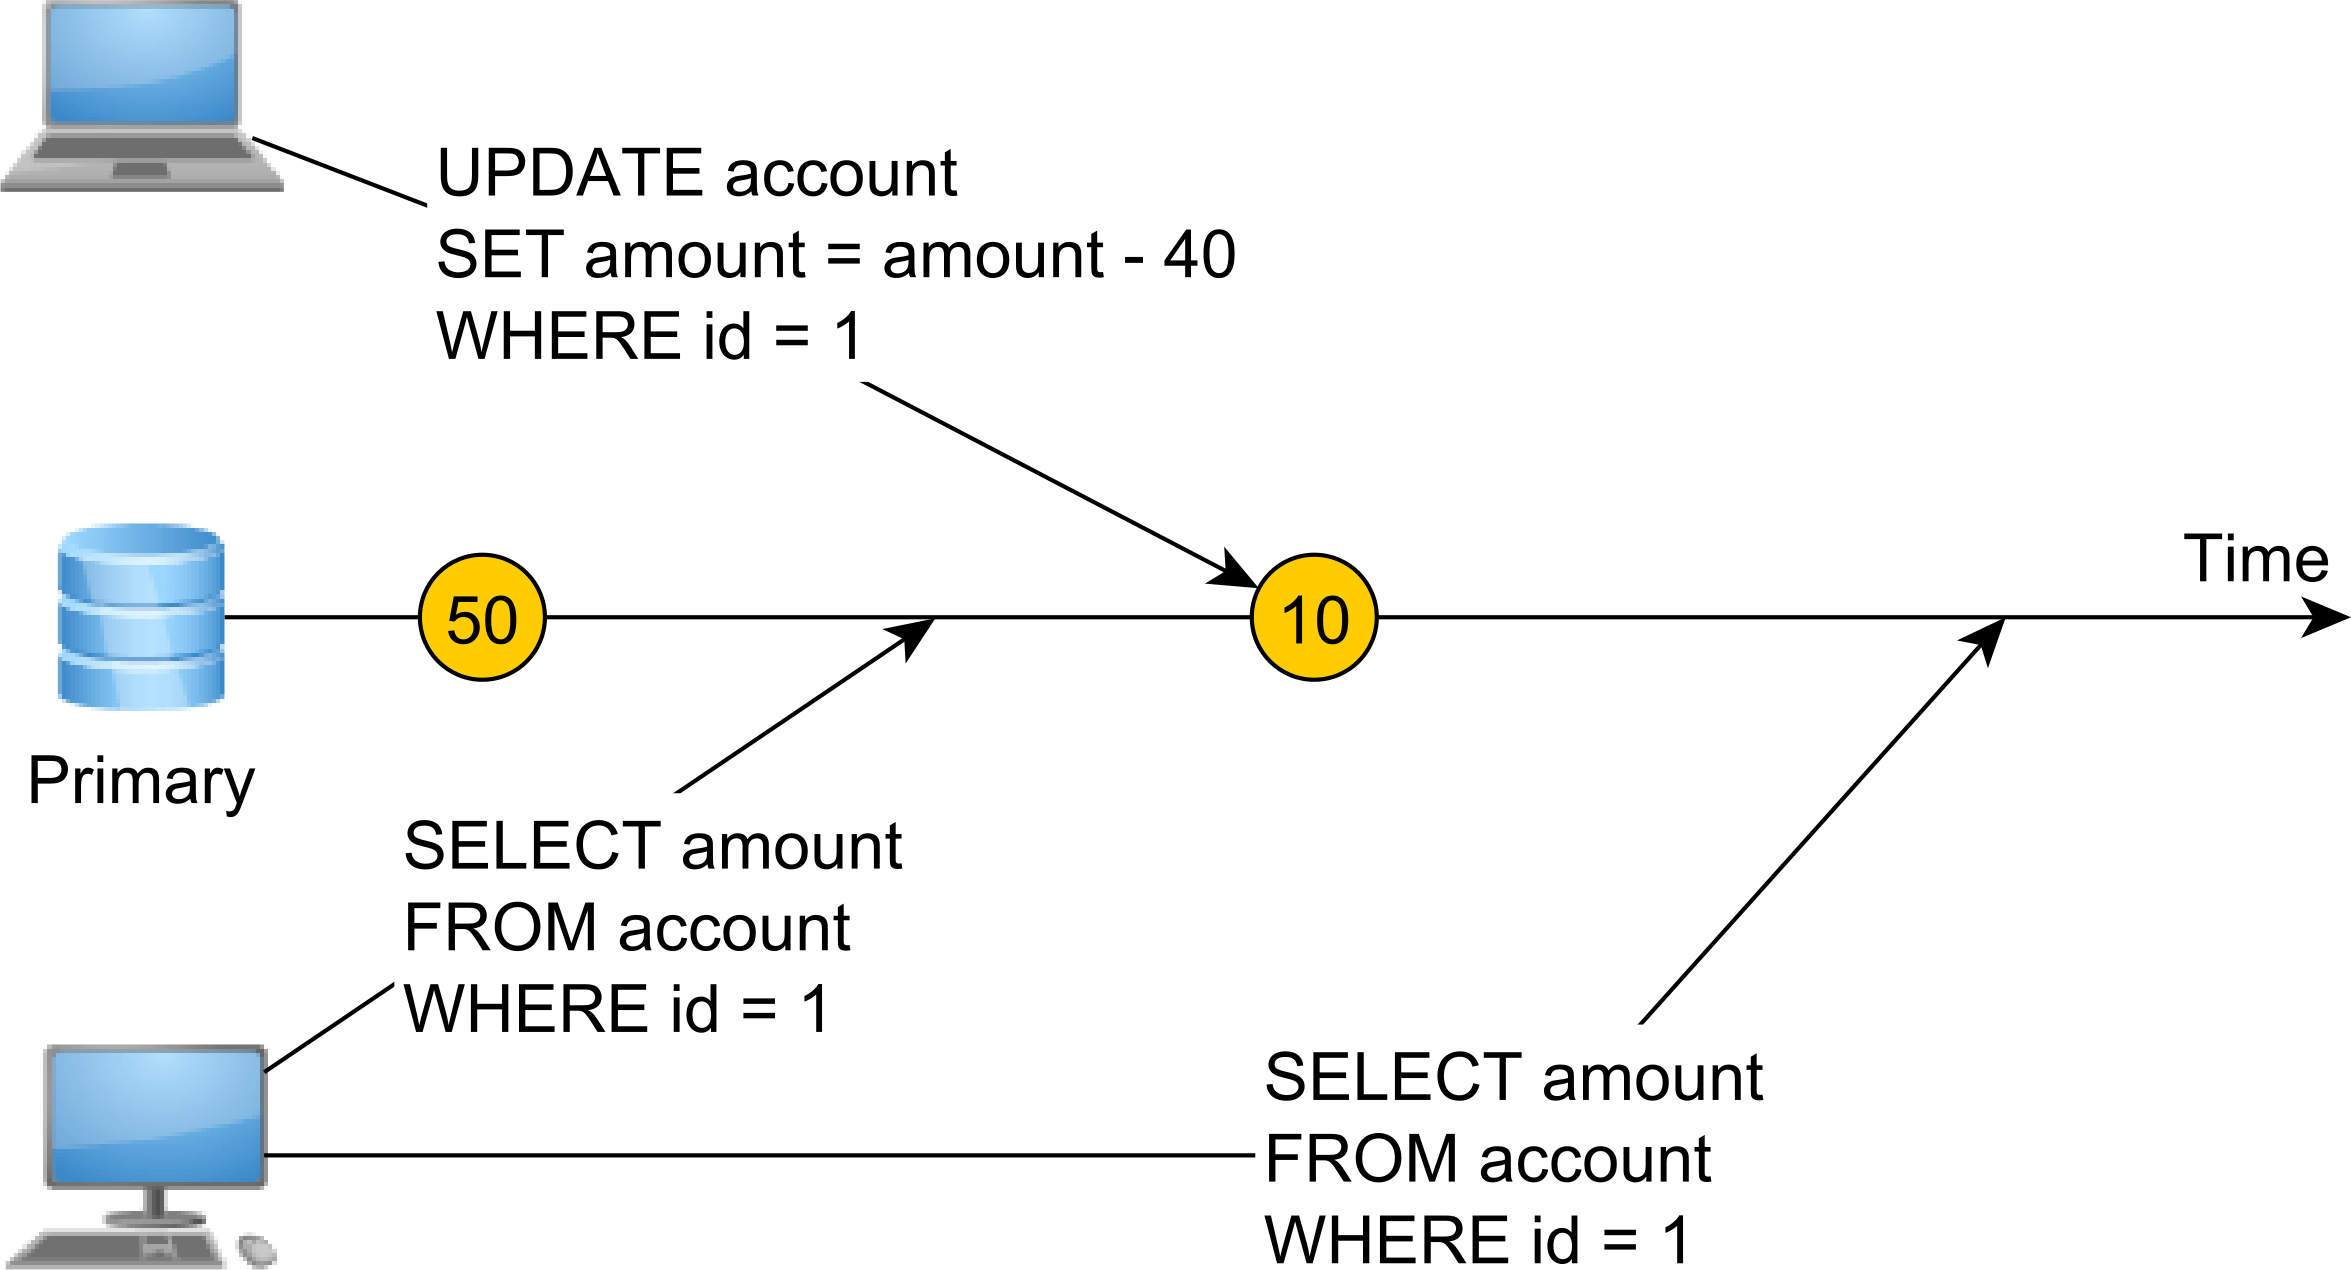 UPDATE account
SET amount = amount - 40
WHERE id = 1
Time
50
10
Primary
SELECT amount
FROM account
WHERE id = 1
SELECT amount
FROM account
WHERE id = 1